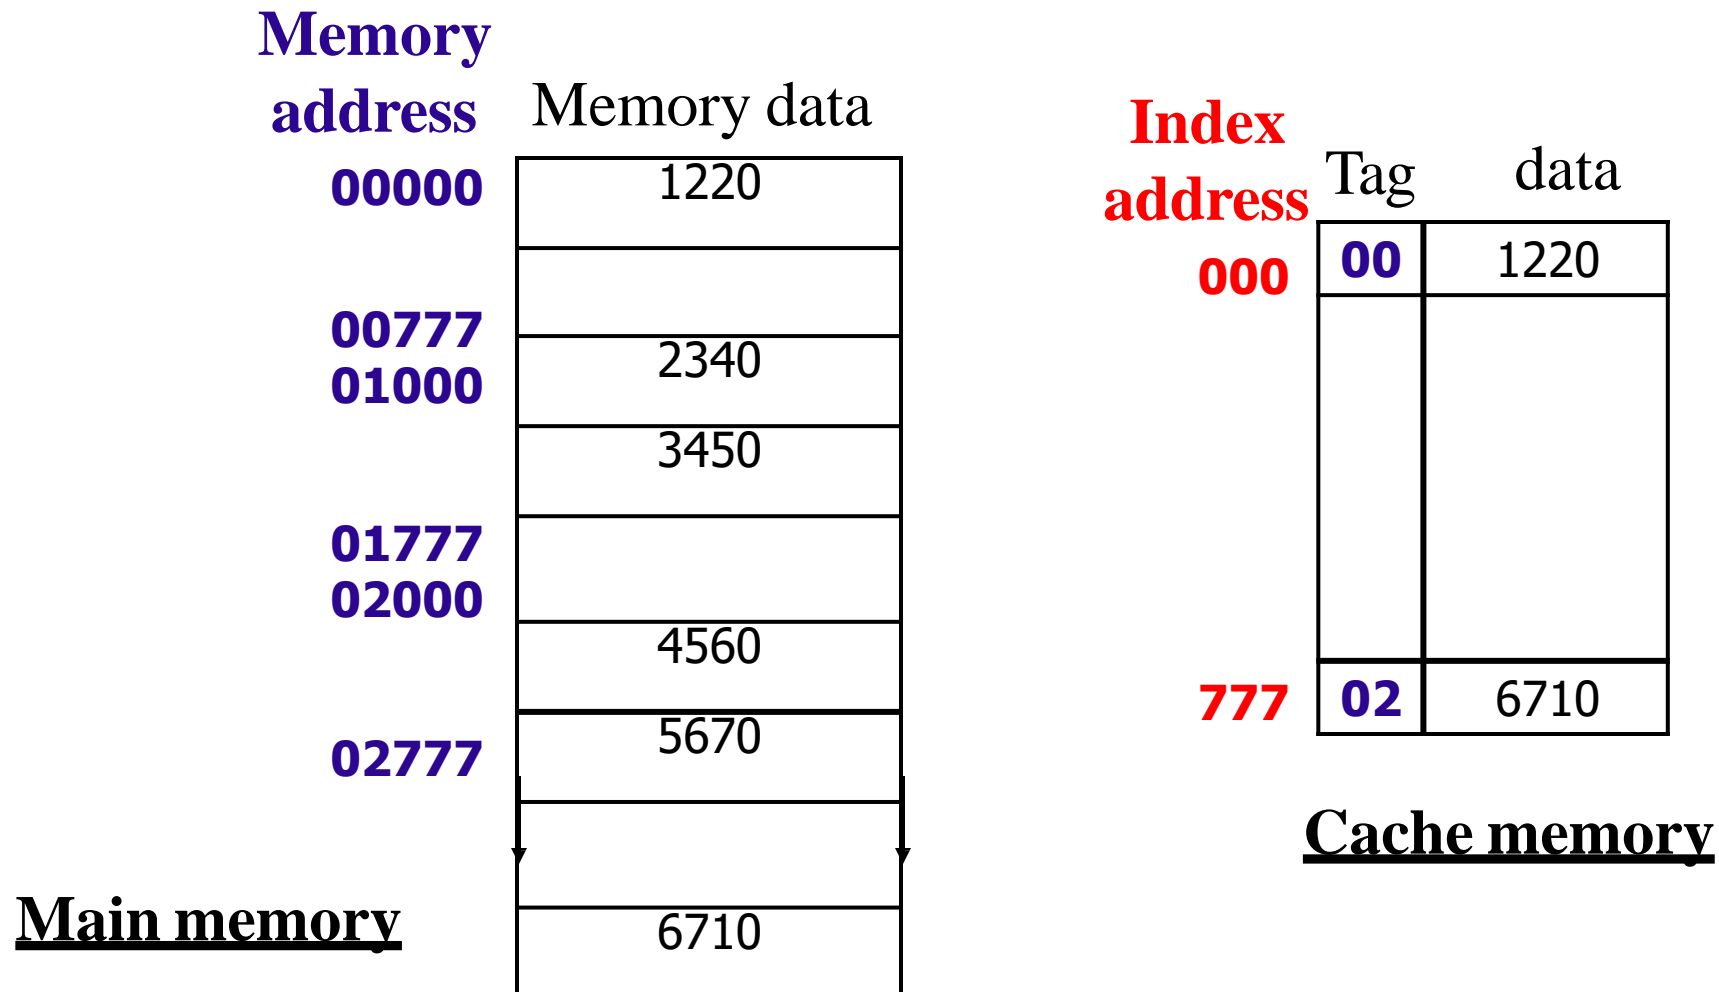 Memory
address
Memory data
00000
1220
00777
2340
01000
3450
01777
02000
4560
5670
02777
6710
Main memory
Index
address
Tag
data
000
00
1220
777
02
6710
Cache memory